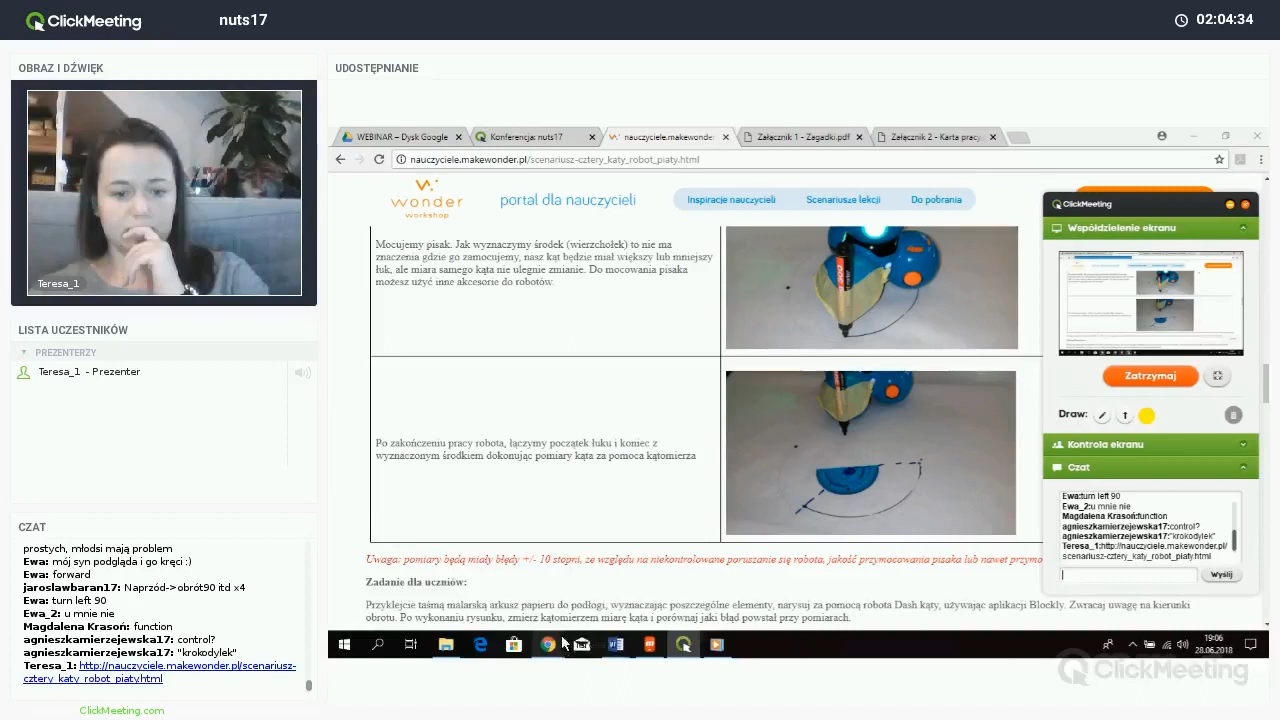 ClickMeeting
nuts17
02:04:34
OBRAZ I DŹWIĘK
Teresa_1
LISTA UCZESTNIKÓW
PREZENTERZY
Teresa_1 - Prezenter
CZAT
prostych, młodsi mają problem
Ewa: mój syn podgląda i go kręci :)
Ewa: forward
jaroslawbaran17: Naprzód->obrót90 itd x4
Ewa: turn left 90
Ewa_2: u mnie nie
Magdalena Krasoń: function
agnieszkamierzejewska17: control?
agnieszkamierzejewska17: "krokodylek"
Teresa_1: http://nauczyciele.makewonder.pl/scenariusz-
cztery_katy_robot_piaty.html
ClickMeeting.com
UDOSTĘPNIANIE
WEBINAR – Dysk Google
Konferencja: nuts17
nauczyciele.makewonde
Załącznik 1 - Zagadki.pdf
Załącznik 2 - Karta pracy
nauczyciele.makewonder.pl/scenariusz-cztery_katy_robot_piaty.html
wonder
workshop
portal dla nauczycieli
Inspiracje nauczycieli
Scenariusze lekcji
Do pobrania
Mocujemy pisak. Jak wyznaczymy środek (wierzchołek) to nie ma
znaczenia gdzie go zamocujemy, nasz kąt będzie miał większy lub mniejszy
łuk, ale miara samego kąta nie ulegnie zmianie. Do mocowania pisaka
możesz użyć inne akcesorie do robotów.
Po zakończeniu pracy robota, łączymy początek łuku i koniec z
wyznaczonym środkiem dokonując pomiary kąta za pomoca kątomierza
Uwaga: pomiary będą miały błędy +/- 10 stopni, ze względu na niekontrolowane poruszanie się robota, jakość przymocowania pisaka lub nawet przymo
Zadanie dla uczniów:
Przyklejcie taśmą malarską arkusz papieru do podłogi, wyznaczając poszczególne elementy, narysuj za pomocą robota Dash kąty, używając aplikacji Blockly. Zwracaj uwagę na kierunki
obrotu. Po wykonaniu rysunku, zmierz kątomierzem miarę kąta i porównaj jaki błąd powstał przy pomiarach.
ClickMeeting
Współdzielenie ekranu
Zatrzymaj
Draw:
Kontrola ekranu
Czat
Ewa:turn left 90
Ewa_2:u mnie nie
Magdalena Krasoń:function
agnieszkamierzejewska17:control?
agnieszkamierzejewska17:"krokodylek"
Teresa_1:http://nauczyciele.makewonder.pl/
scenariusz-cztery_katy_robot_piaty.html
Wyślij
19:06
28.06.2018
ClickMeeting